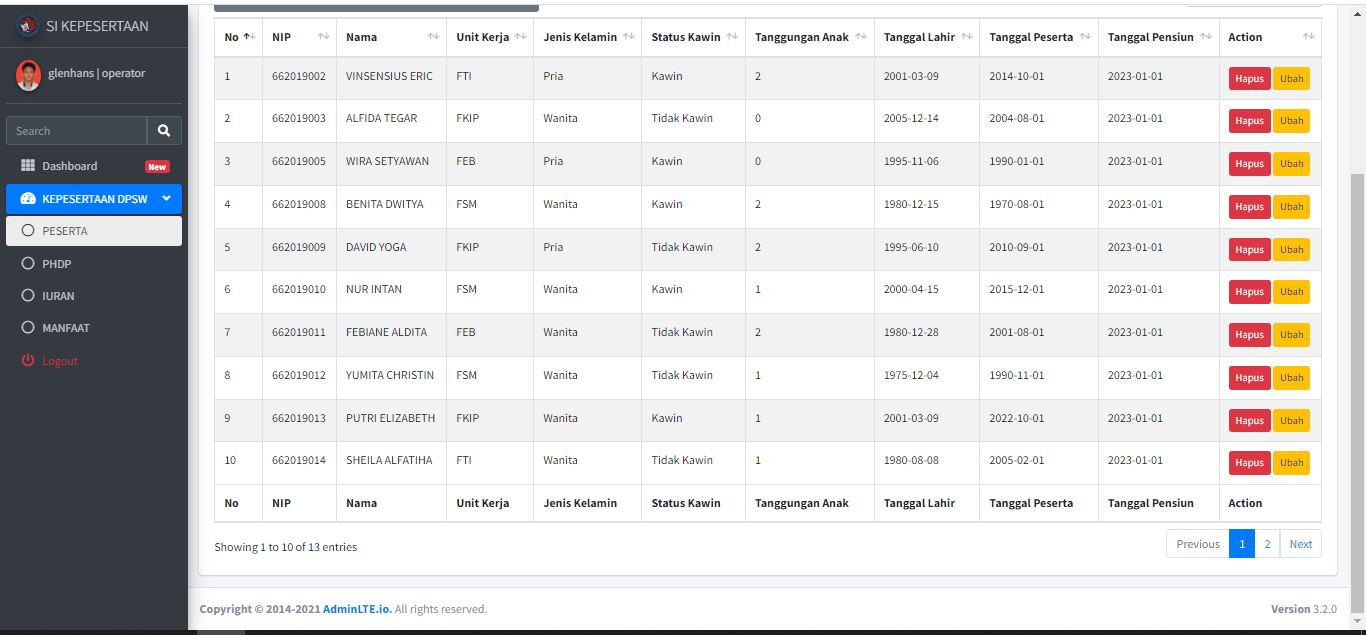 SI KEPESERTAAN
glenhans | operator
Search
Dashboard New
KEPESERTAAN DPSW
PESERTA
PHDP
IURAN
MANFAAT
Logout
No NIP Nama Unit Kerja Jenis Kelamin Status Kawin Tanggungan Anak Tanggal Lahir Tanggal Peserta Tanggal Pensiun Action
1 662019002 VINSENSIUS ERIC FTI Pria Kawin 2 2001-03-09 2014-10-01 2023-01-01 Hapus Ubah
2 662019003 ALFIDA TEGAR FKIP Wanita Tidak Kawin 0 2005-12-14 2004-08-01 2023-01-01 Hapus Ubah
3 662019005 WIRA SETYAWAN FEB Pria Kawin 0 1995-11-06 1990-01-01 2023-01-01 Hapus Ubah
4 662019008 BENITA DWITYA FSM Wanita Kawin 2 1980-12-15 1970-08-01 2023-01-01 Hapus Ubah
5 662019009 DAVID YOGA FKIP Pria Tidak Kawin 2 1995-06-10 2010-09-01 2023-01-01 Hapus Ubah
6 662019010 NUR INTAN FSM Wanita Kawin 1 2000-04-15 2015-12-01 2023-01-01 Hapus Ubah
7 662019011 FEBIANE ALDITA FEB Wanita Tidak Kawin 2 1980-12-28 2001-08-01 2023-01-01 Hapus Ubah
8 662019012 YUMITA CHRISTIN FSM Wanita Tidak Kawin 1 1975-12-04 1990-11-01 2023-01-01 Hapus Ubah
9 662019013 PUTRI ELIZABETH FKIP Wanita Kawin 1 2001-03-09 2022-10-01 2023-01-01 Hapus Ubah
10 662019014 SHEILA ALFATIHA FTI Wanita Tidak Kawin 1 1980-08-08 2005-02-01 2023-01-01 Hapus Ubah
No NIP Nama Unit Kerja Jenis Kelamin Status Kawin Tanggungan Anak Tanggal Lahir Tanggal Peserta Tanggal Pensiun Action
Showing 1 to 10 of 13 entries
Previous 1 2 Next
Copyright © 2014-2021 AdminLTE.io. All rights reserved.
Version 3.2.0